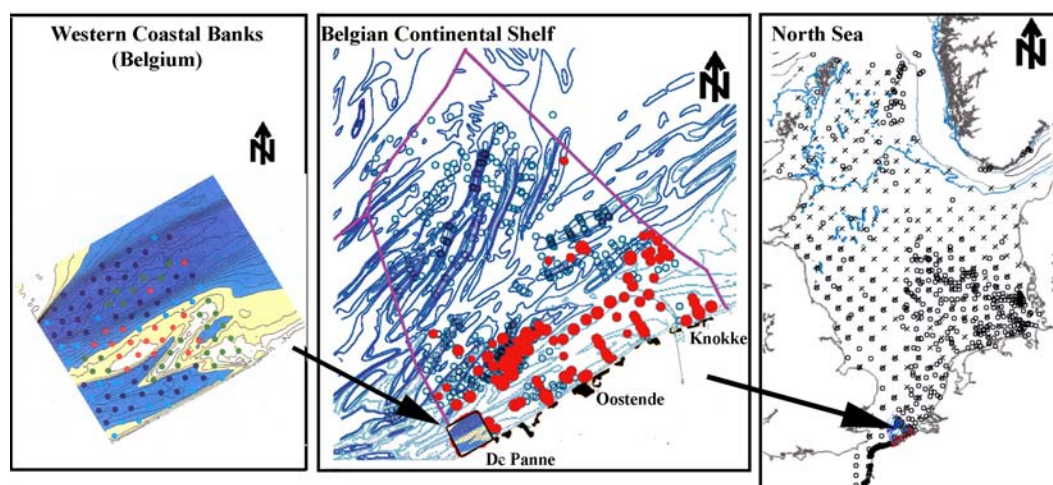 Western Coastal Banks
(Belgium)
N
Belgian Continental Shelf
N
Knokke
Oostende
De Panne
North Sea
N